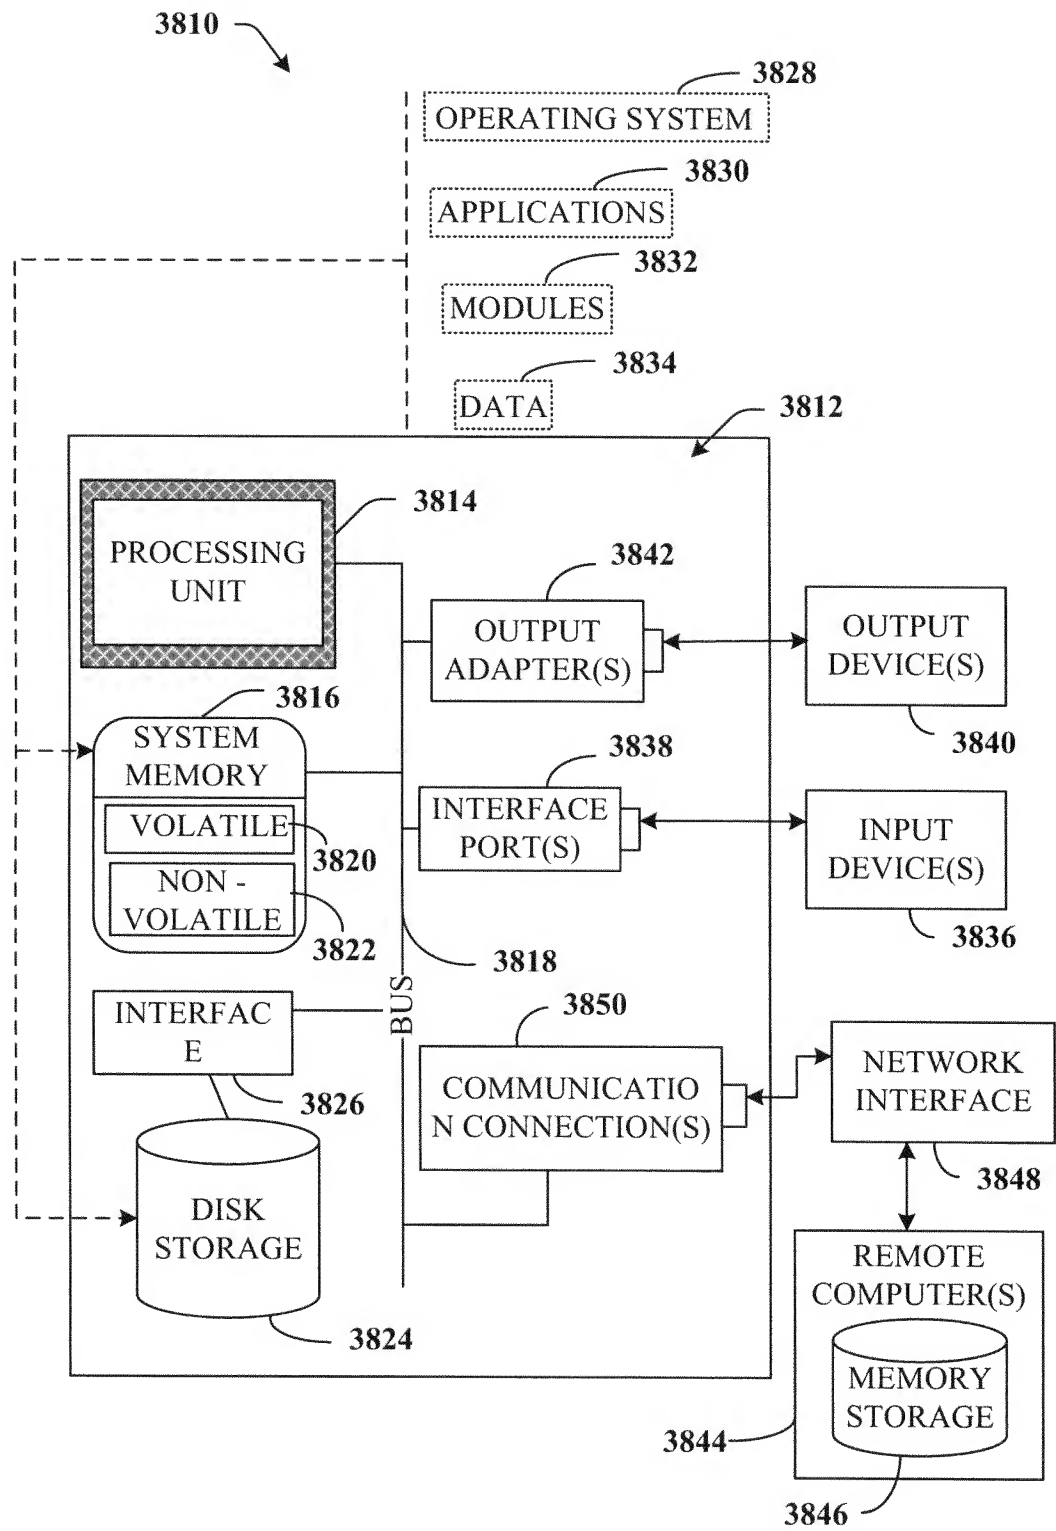 3810
3828
OPERATING SYSTEM
3830
APPLICATIONS
3832
MODULES
3834
DATA
3812
3814
PROCESSING
UNIT
3842
OUTPUT
ADAPTER(S)
OUTPUT
DEVICE(S)
3840
3816
SYSTEM
MEMORY
VOLATILE
3820
NON -
VOLATILE
3822
3838
INTERFACE
PORT(S)
INPUT
DEVICE(S)
3836
3818
BUS
INTERFAC
E
3826
3850
COMMUNICATIO
N CONNECTION(S)
NETWORK
INTERFACE
3848
DISK
STORAGE
3824
REMOTE
COMPUTER(S)
MEMORY
STORAGE
3844
3846